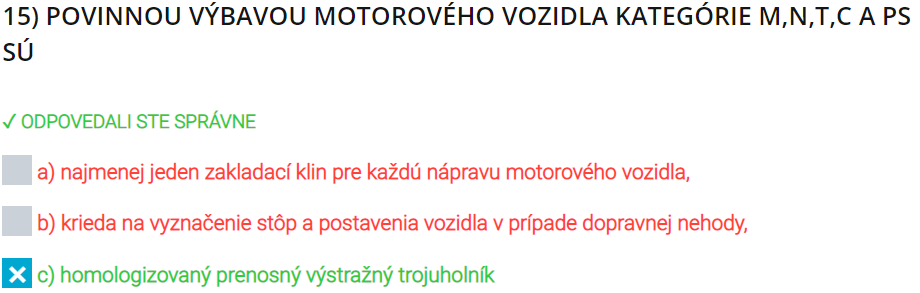 15) POVINNOU VÝBAVOU MOTOROVÉHO VOZIDLA KATEGÓRIE M,N,T,C A PS
SÚ
✓ ODPOVEDALI STE SPRÁVNE
a) najmenej jeden zakladací klin pre každú nápravu motorového vozidla,
b) krieda na vyznačenie stôp a postavenia vozidla v prípade dopravnej nehody,
c) homologizovaný prenosný výstražný trojuholník